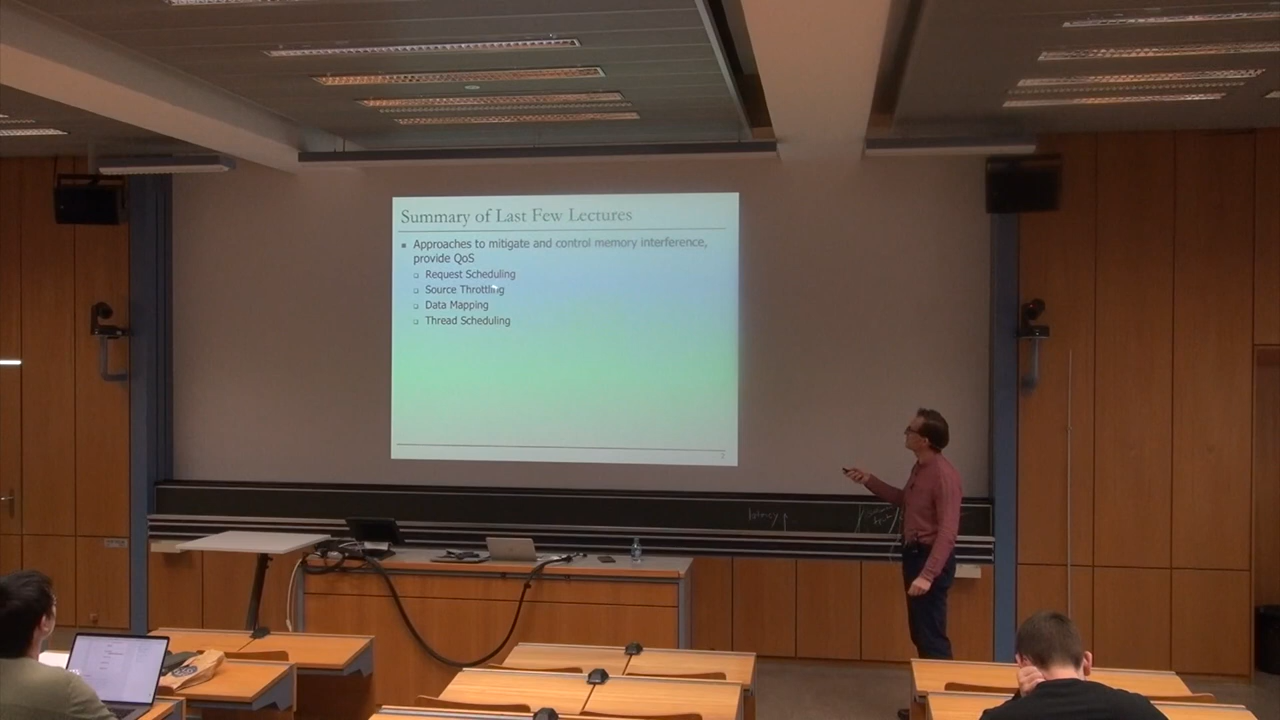 Summary of Last Few Lectures
Approaches to mitigate and control memory interference,
provide QoS
Request Scheduling
Source Throttling
Data Mapping
Thread Scheduling
latency